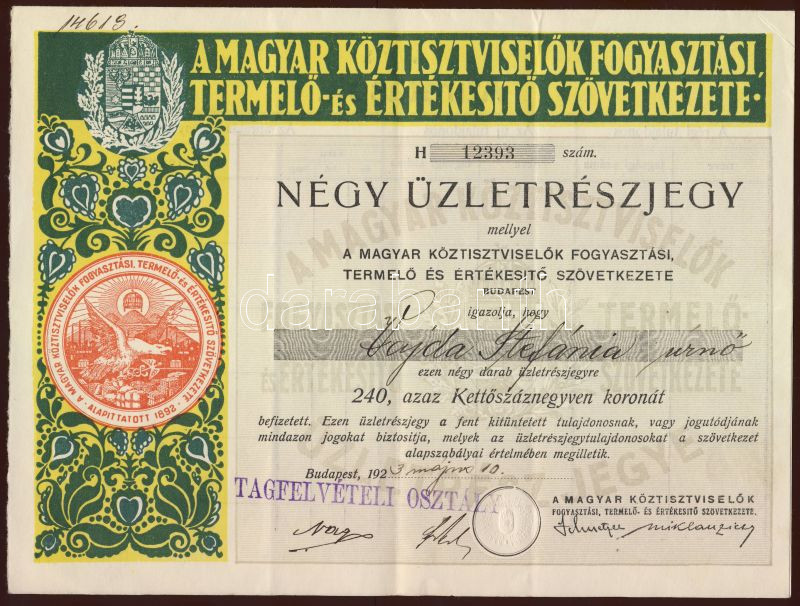 14619.
A MAGYAR KÖZTISZTVISELŐK FOGYASZTÁSI,
TERMELŐ- ÉS ÉRTÉKESITŐ SZÖVETKEZETE·
H 12393 szám.
NÉGY ÜZLETRÉSZJEGY
mellyel
A MAGYAR KÖZTISZTVISELŐK FOGYASZTÁSI,
TERMELŐ ÉS ÉRTÉKESITŐ SZÖVETKEZETE
BUDAPEST
igazolja, hogy
Vajda Stefánia úrnő
ezen négy darab üzletrészjegyre
240, azaz Kettőszáznegyven koronát
befizetett. Ezen üzletrészjegy a fent kitüntetett tulajdonosnak, vagy jogutódjának
mindazon jogokat biztositja, melyek az üzletrészjegytulajdonosokat a szövetkezet
alapszabályai értelmében megilletik.
Budapest, 1923 május 10.
TAGFELVÉTELI OSZTÁLY
A MAGYAR KÖZTISZTVISELŐK
FOGYASZTÁSI, TERMELŐ- ÉS ÉRTÉKESITŐ SZÖVETKEZETE.
Nagy
A MAGYAR KÖZTISZTVISELŐK FOGYASZTÁSI, TERMELŐ- ÉS ÉRTÉKESITŐ SZÖVETKEZETE
·ALAPITTATOTT 1892·
darabanth